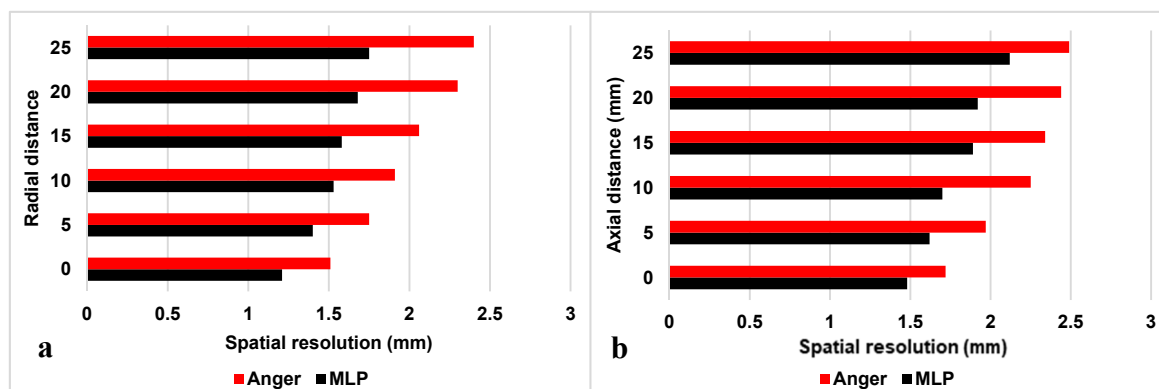 Radial distance
25
20
15
10
5
0
0 0.5 1 1.5 2 2.5 3
Spatial resolution (mm)
a
Anger MLP
Axial distance (mm)
25
20
15
10
5
0
0 0.5 1 1.5 2 2.5 3
Spatial resolution (mm)
b
Anger MLP